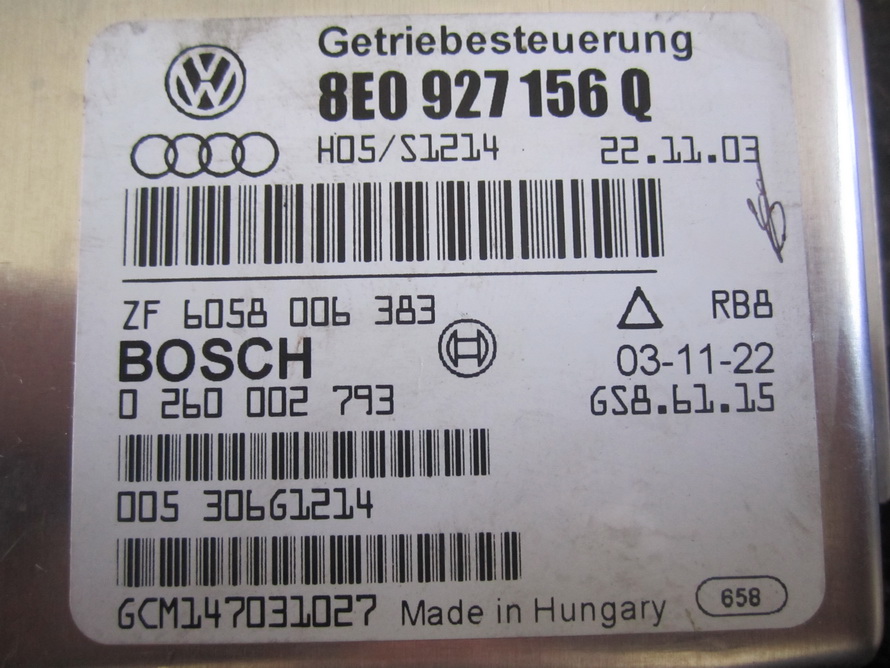 Getriebesteuerung
8E0 927 156 Q
H05/S1214 22.11.03
ZF 6058 006 383 RB8
BOSCH 03-11-22
0 260 002 793 GS8.61.15
005 306G1214
GCM147031027 Made in Hungary 658